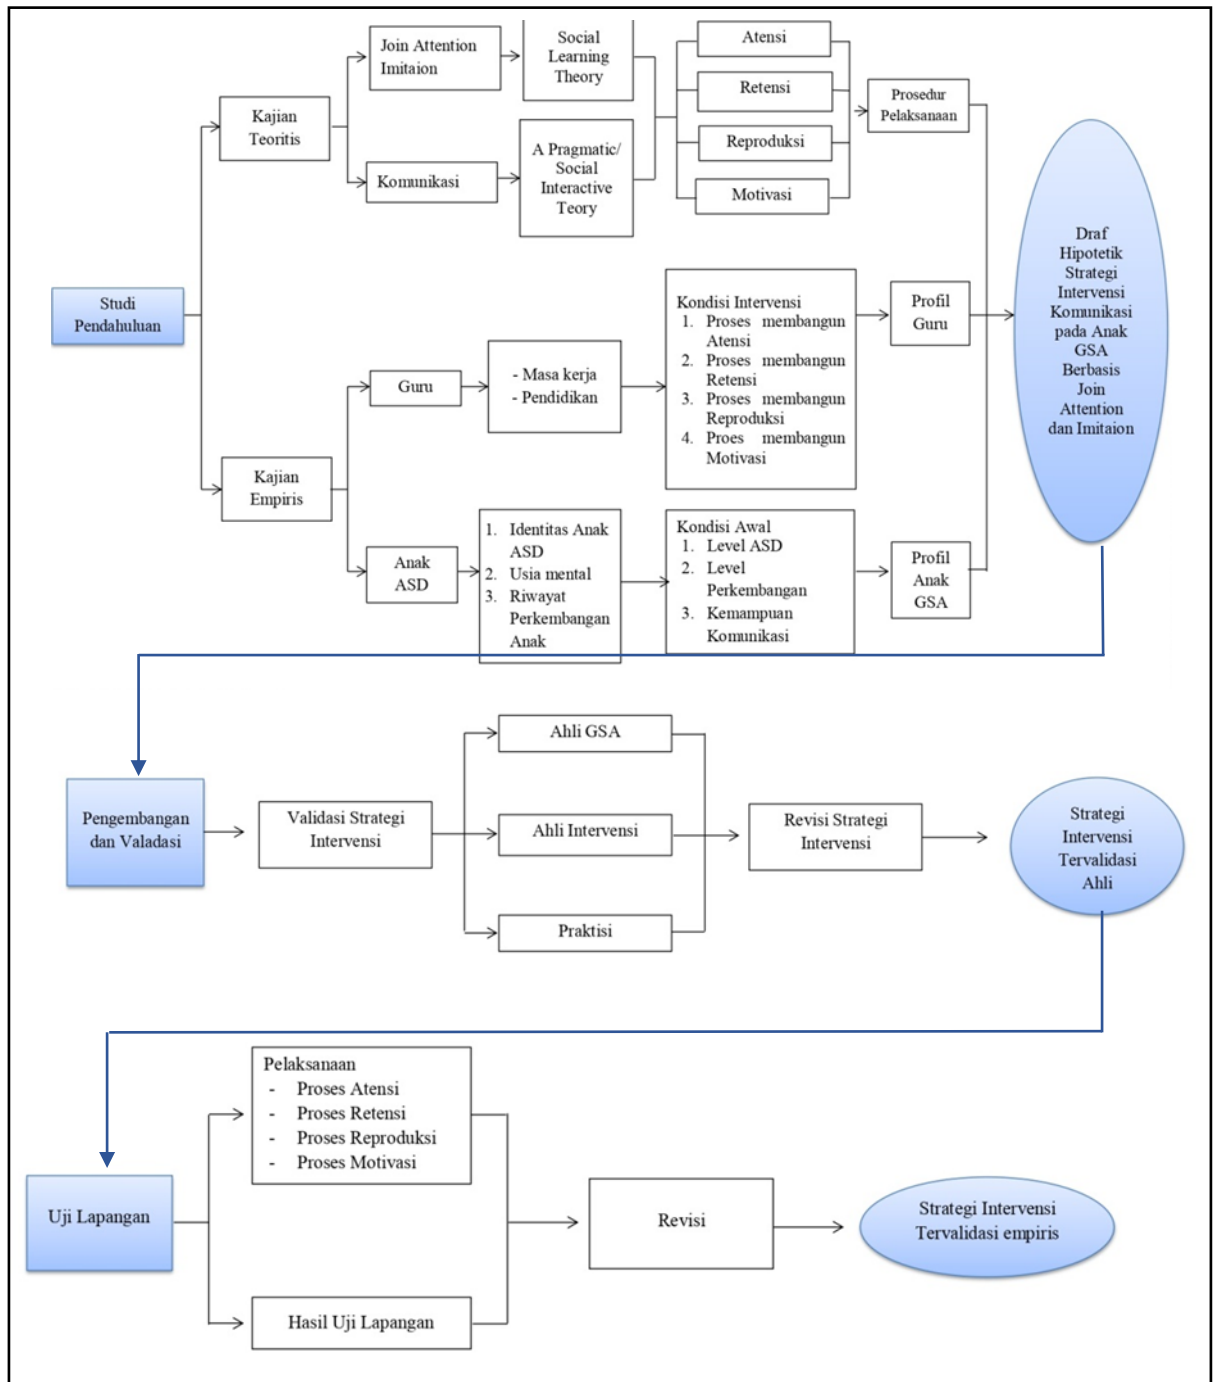 Join Attention
Imitaion
Social
Learning
Theory
Atensi
Retensi
Reproduksi
Motivasi
Prosedur
Pelaksanaan
Kajian
Teoritis
Komunikasi
A Pragmatic/
Social
Interactive
Teory
Draf
Hipotetik
Strategi
Intervensi
Komunikasi
pada Anak
GSA
Berbasis
Join
Attention
dan Imitaion
Studi
Pendahuluan
Guru
- Masa kerja
- Pendidikan
Kondisi Intervensi
1. Proses membangun
Atensi
2. Proses membangun
Retensi
3. Proses membangun
Reproduksi
4. Proes membangun
Motivasi
Profil
Guru
Kajian
Empiris
Anak
ASD
1. Identitas Anak
ASD
2. Usia mental
3. Riwayat
Perkembangan
Anak
Kondisi Awal
1. Level ASD
2. Level
Perkembangan
3. Kemampuan
Komunikasi
Profil
Anak
GSA
Pengembangan
dan Valadasi
Validasi Strategi
Intervensi
Ahli GSA
Ahli Intervensi
Praktisi
Revisi Strategi
Intervensi
Strategi
Intervensi
Tervalidasi
Ahli
Uji Lapangan
Pelaksanaan
- Proses Atensi
- Proses Retensi
- Proses Reproduksi
- Proses Motivasi
Hasil Uji Lapangan
Revisi
Strategi Intervensi
Tervalidasi empiris